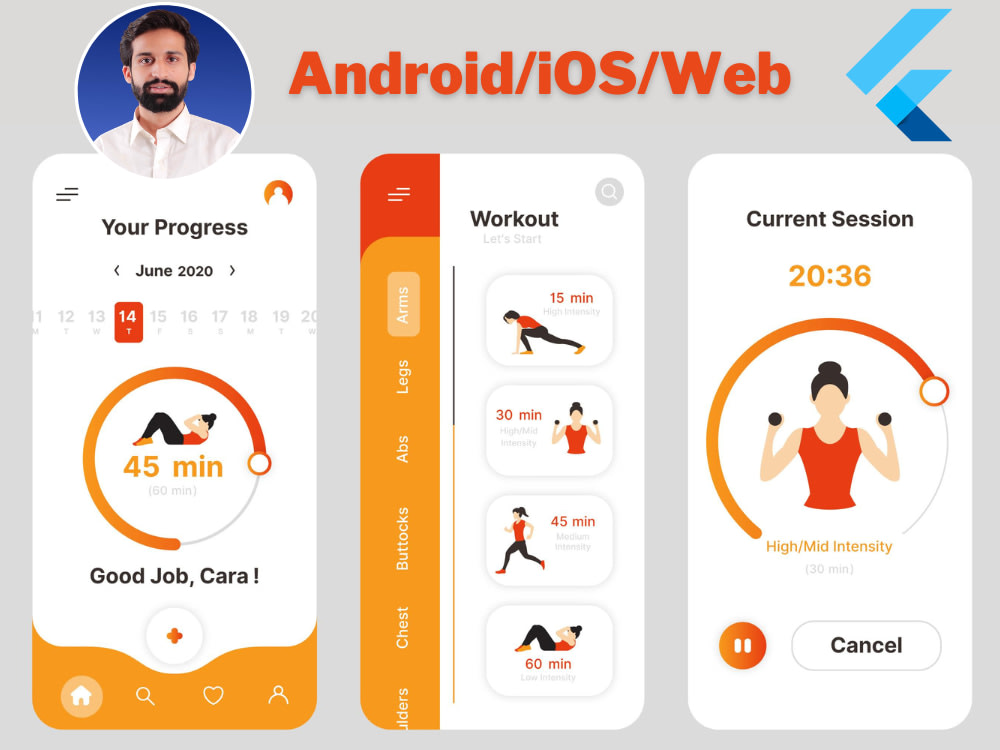 Android/iOS/Web
Your Progress
June 2020
11 12 13 14 15 16 17 18 19 20
M T W T F S S M T W
45 min
(60 min)
Good Job, Cara !
Workout
Let's Start
Arms
Legs
Abs
Buttocks
Chest
ulders
15 min
High Intensity
30 min
High/Mid
Intensity
45 min
Medium
Intensity
60 min
Low Intensity
Current Session
20:36
High/Mid Intensity
(30 min)
Cancel